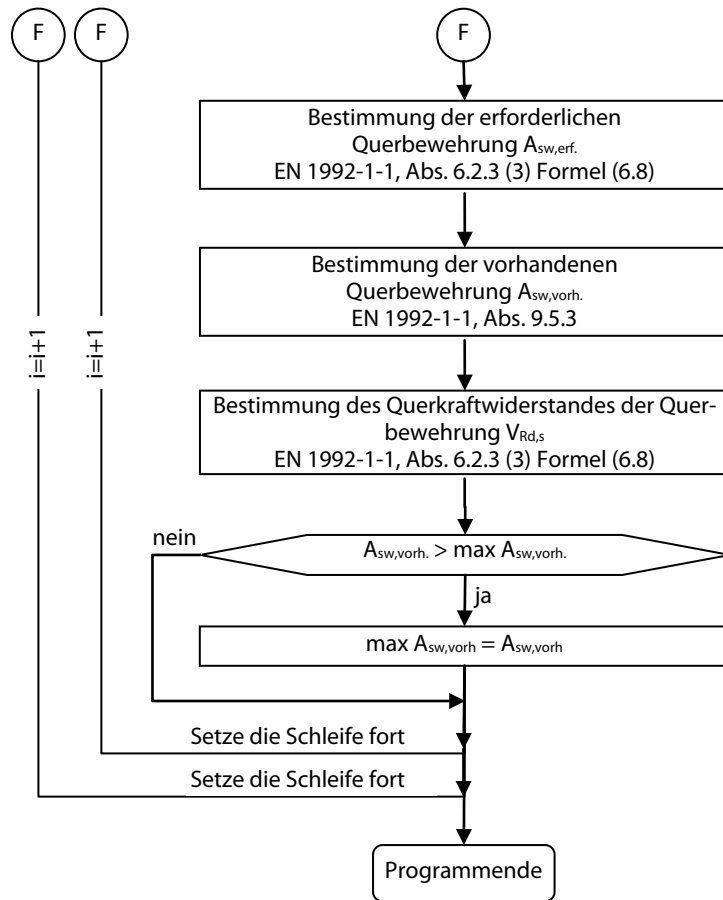 F F F
Bestimmung der erforderlichen
Querbewehrung Asw,erf.
EN 1992-1-1, Abs. 6.2.3 (3) Formel (6.8)
Bestimmung der vorhandenen
Querbewehrung Asw,vorh.
EN 1992-1-1, Abs. 9.5.3
i=i+1
i=i+1
Bestimmung des Querkraftwiderstandes der Quer-
bewehrung VRd,s
EN 1992-1-1, Abs. 6.2.3 (3) Formel (6.8)
nein
Asw,vorh. > max Asw,vorh.
ja
max Asw,vorh = Asw,vorh
Setze die Schleife fort
Setze die Schleife fort
Programmende